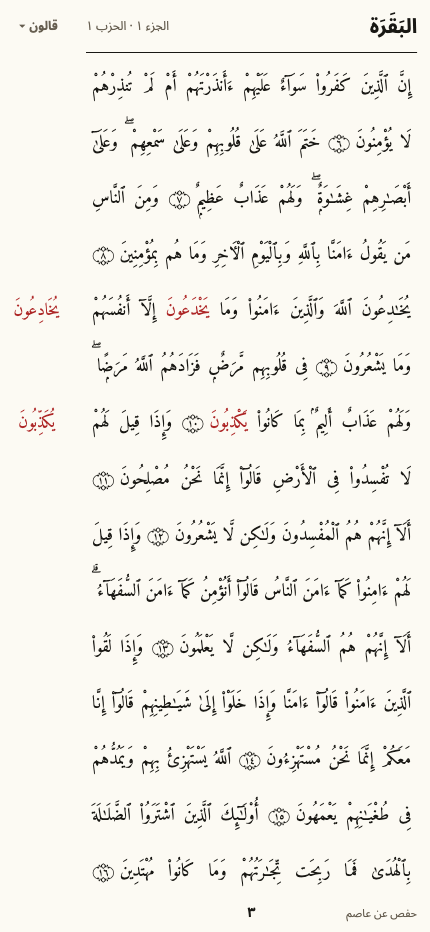 البَقَرَة
الجزء ١ · الحزب ١
قالون
إِنَّ ٱلَّذِينَ كَفَرُوا۟ سَوَآءٌ عَلَيْهِمْ ءَأَنذَرْتَهُمْ أَمْ لَمْ تُنذِرْهُمْ
لَا يُؤْمِنُونَ ٦ خَتَمَ ٱللَّهُ عَلَىٰ قُلُوبِهِمْ وَعَلَىٰ سَمْعِهِمْ ۖ وَعَلَىٰٓ
أَبْصَـٰرِهِمْ غِشَـٰوَةٌ ۖ وَلَهُمْ عَذَابٌ عَظِيمٌ ٧ وَمِنَ ٱلنَّاسِ
مَن يَقُولُ ءَامَنَّا بِٱللَّهِ وَبِٱلْيَوْمِ ٱلْـَٔاخِرِ وَمَا هُم بِمُؤْمِنِينَ ٨
يُخَـٰدِعُونَ ٱللَّهَ وَٱلَّذِينَ ءَامَنُوا۟ وَمَا يَخْدَعُونَ إِلَّآ أَنفُسَهُمْ
يُخَادِعُونَ
وَمَا يَشْعُرُونَ ٩ فِى قُلُوبِهِم مَّرَضٌ فَزَادَهُمُ ٱللَّهُ مَرَضًا ۖ
وَلَهُمْ عَذَابٌ أَلِيمٌۢ بِمَا كَانُوا۟ يَكْذِبُونَ ١٠ وَإِذَا قِيلَ لَهُمْ
يُكَذِّبُونَ
لَا تُفْسِدُوا۟ فِى ٱلْأَرْضِ قَالُوٓا۟ إِنَّمَا نَحْنُ مُصْلِحُونَ ١١
أَلَآ إِنَّهُمْ هُمُ ٱلْمُفْسِدُونَ وَلَـٰكِن لَّا يَشْعُرُونَ ١٢ وَإِذَا قِيلَ
لَهُمْ ءَامِنُوا۟ كَمَآ ءَامَنَ ٱلنَّاسُ قَالُوٓا۟ أَنُؤْمِنُ كَمَآ ءَامَنَ ٱلسُّفَهَآءُ ۗ
أَلَآ إِنَّهُمْ هُمُ ٱلسُّفَهَآءُ وَلَـٰكِن لَّا يَعْلَمُونَ ١٣ وَإِذَا لَقُوا۟
ٱلَّذِينَ ءَامَنُوا۟ قَالُوٓا۟ ءَامَنَّا وَإِذَا خَلَوْا۟ إِلَىٰ شَيَـٰطِينِهِمْ قَالُوٓا۟ إِنَّا
مَعَكُمْ إِنَّمَا نَحْنُ مُسْتَهْزِءُونَ ١٤ ٱللَّهُ يَسْتَهْزِئُ بِهِمْ وَيَمُدُّهُمْ
فِى طُغْيَـٰنِهِمْ يَعْمَهُونَ ١٥ أُو۟لَـٰٓئِكَ ٱلَّذِينَ ٱشْتَرَوُا۟ ٱلضَّلَـٰلَةَ
بِٱلْهُدَىٰ فَمَا رَبِحَت تِّجَـٰرَتُهُمْ وَمَا كَانُوا۟ مُهْتَدِينَ ١٦
حفص عن عاصم
٣